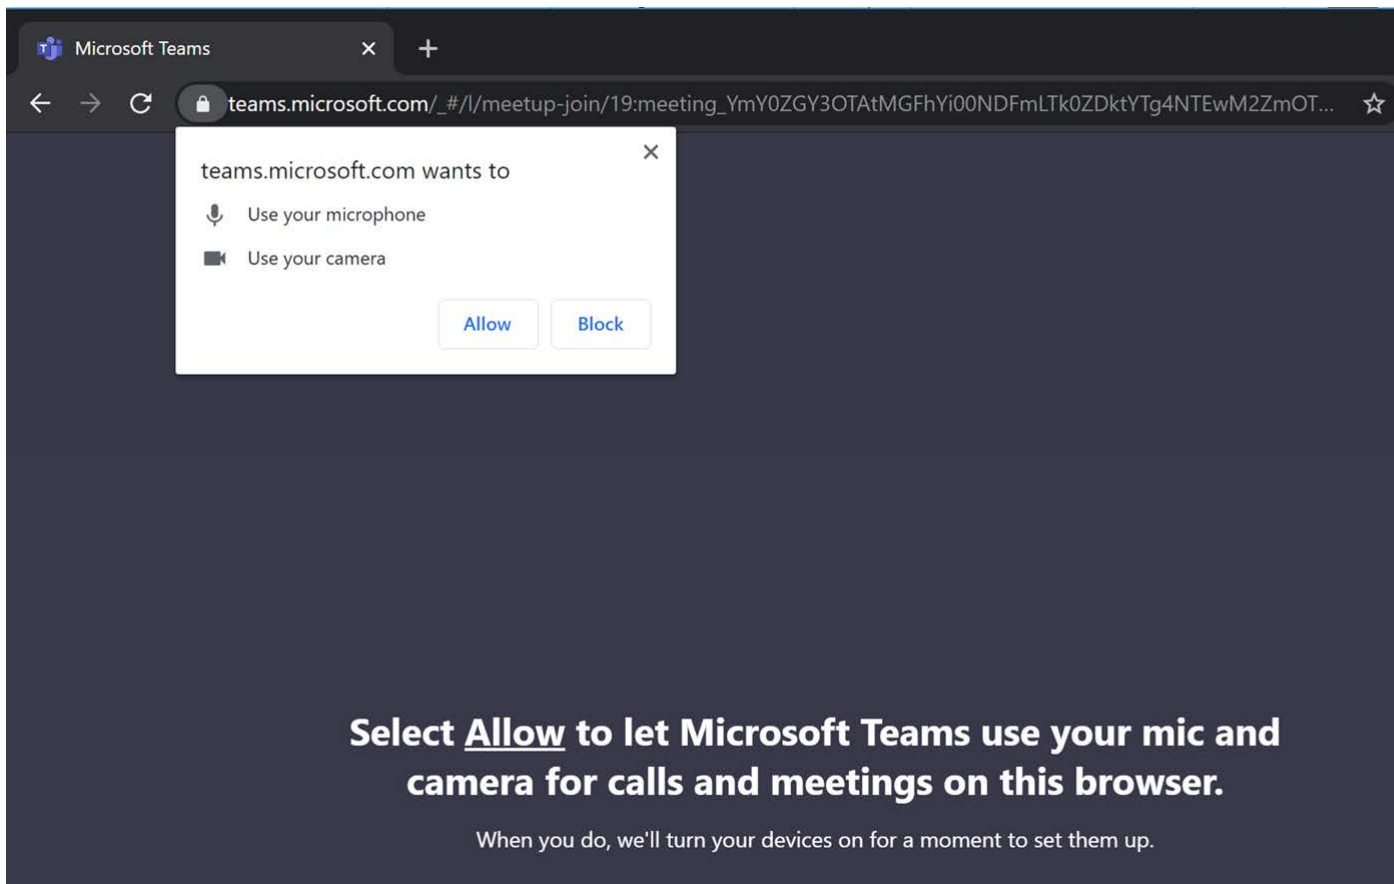 Microsoft Teams
teams.microsoft.com/_#/l/meetup-join/19:meeting_YmY0ZGY3OTAtMGFhYi00NDFmLTk0ZDktYTg4NTEwM2ZmOT...
teams.microsoft.com wants to
Use your microphone
Use your camera
Allow Block
Select Allow to let Microsoft Teams use your mic and
camera for calls and meetings on this browser.
When you do, we'll turn your devices on for a moment to set them up.